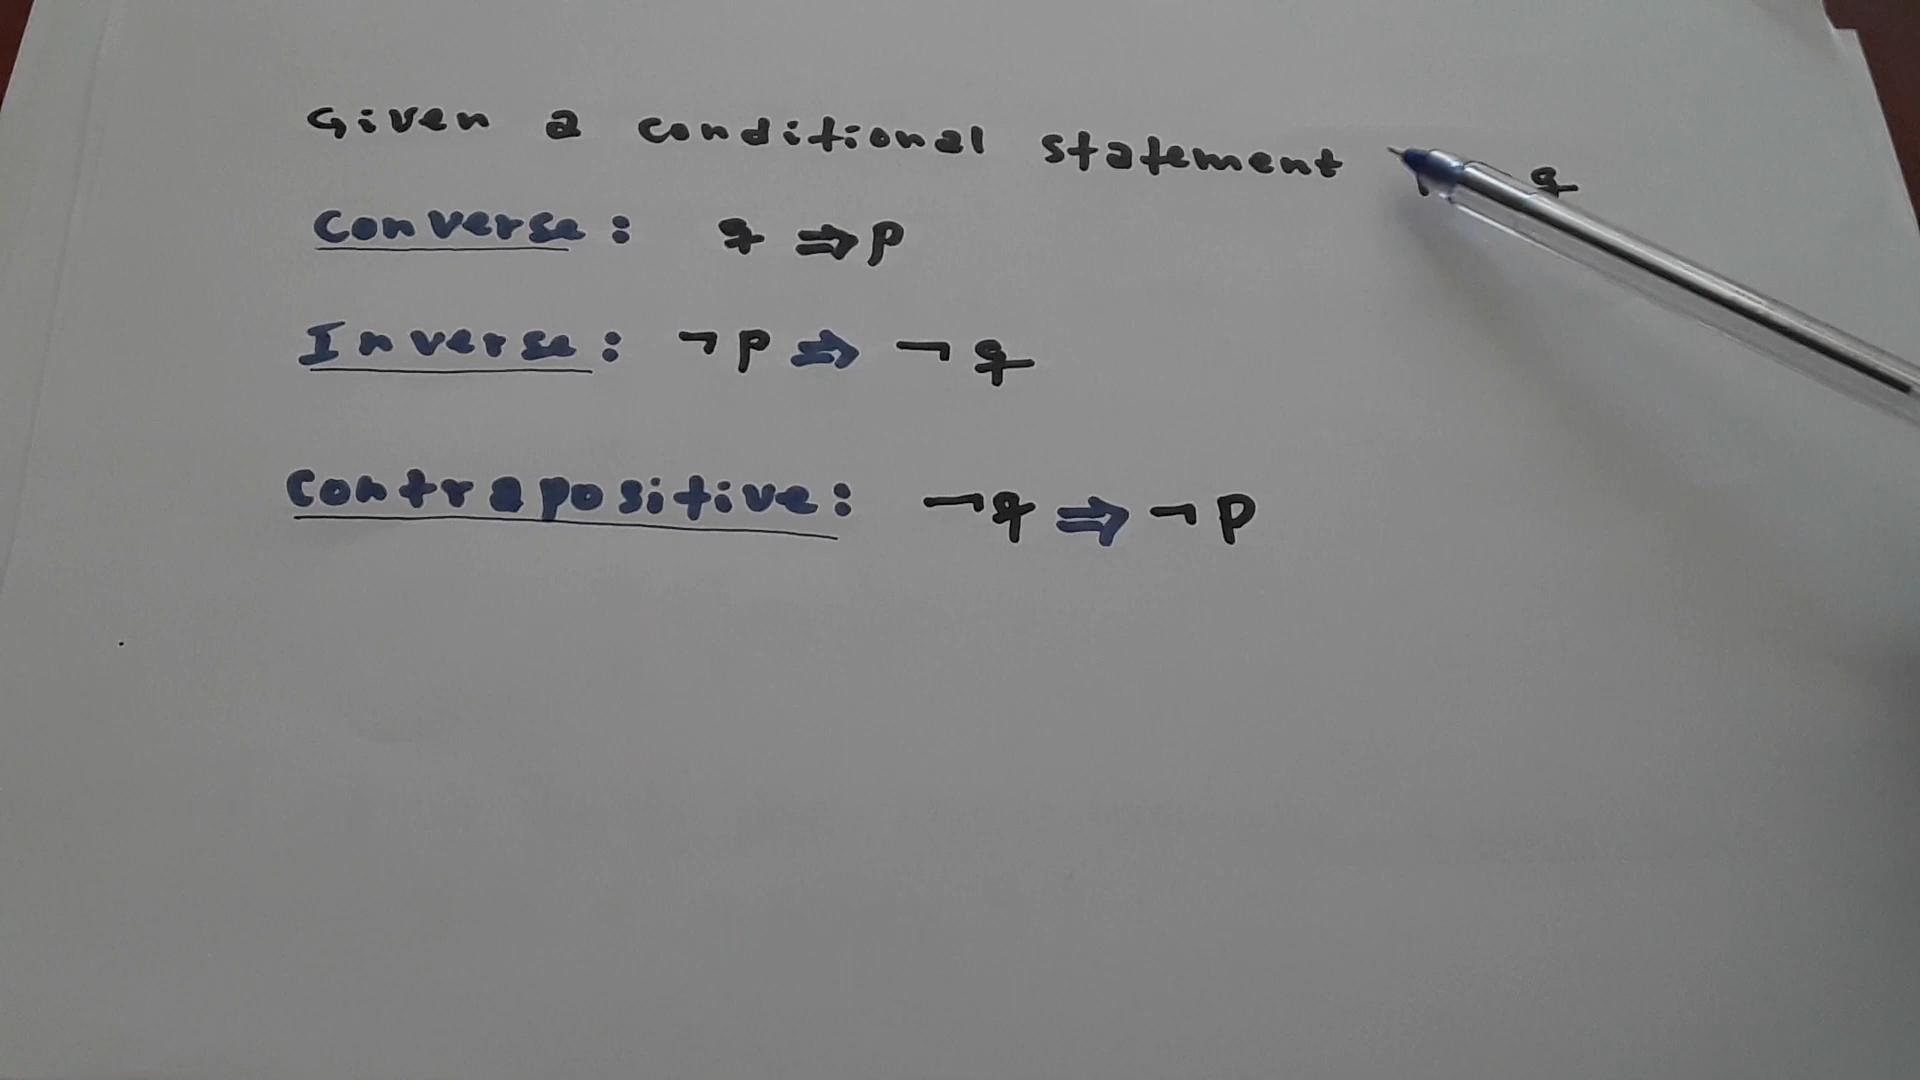 Given a conditional statement q
Converse: q ⇒ p
Inverse: ¬p ⇒ ¬q
Contrapositive: ¬q ⇒ ¬p